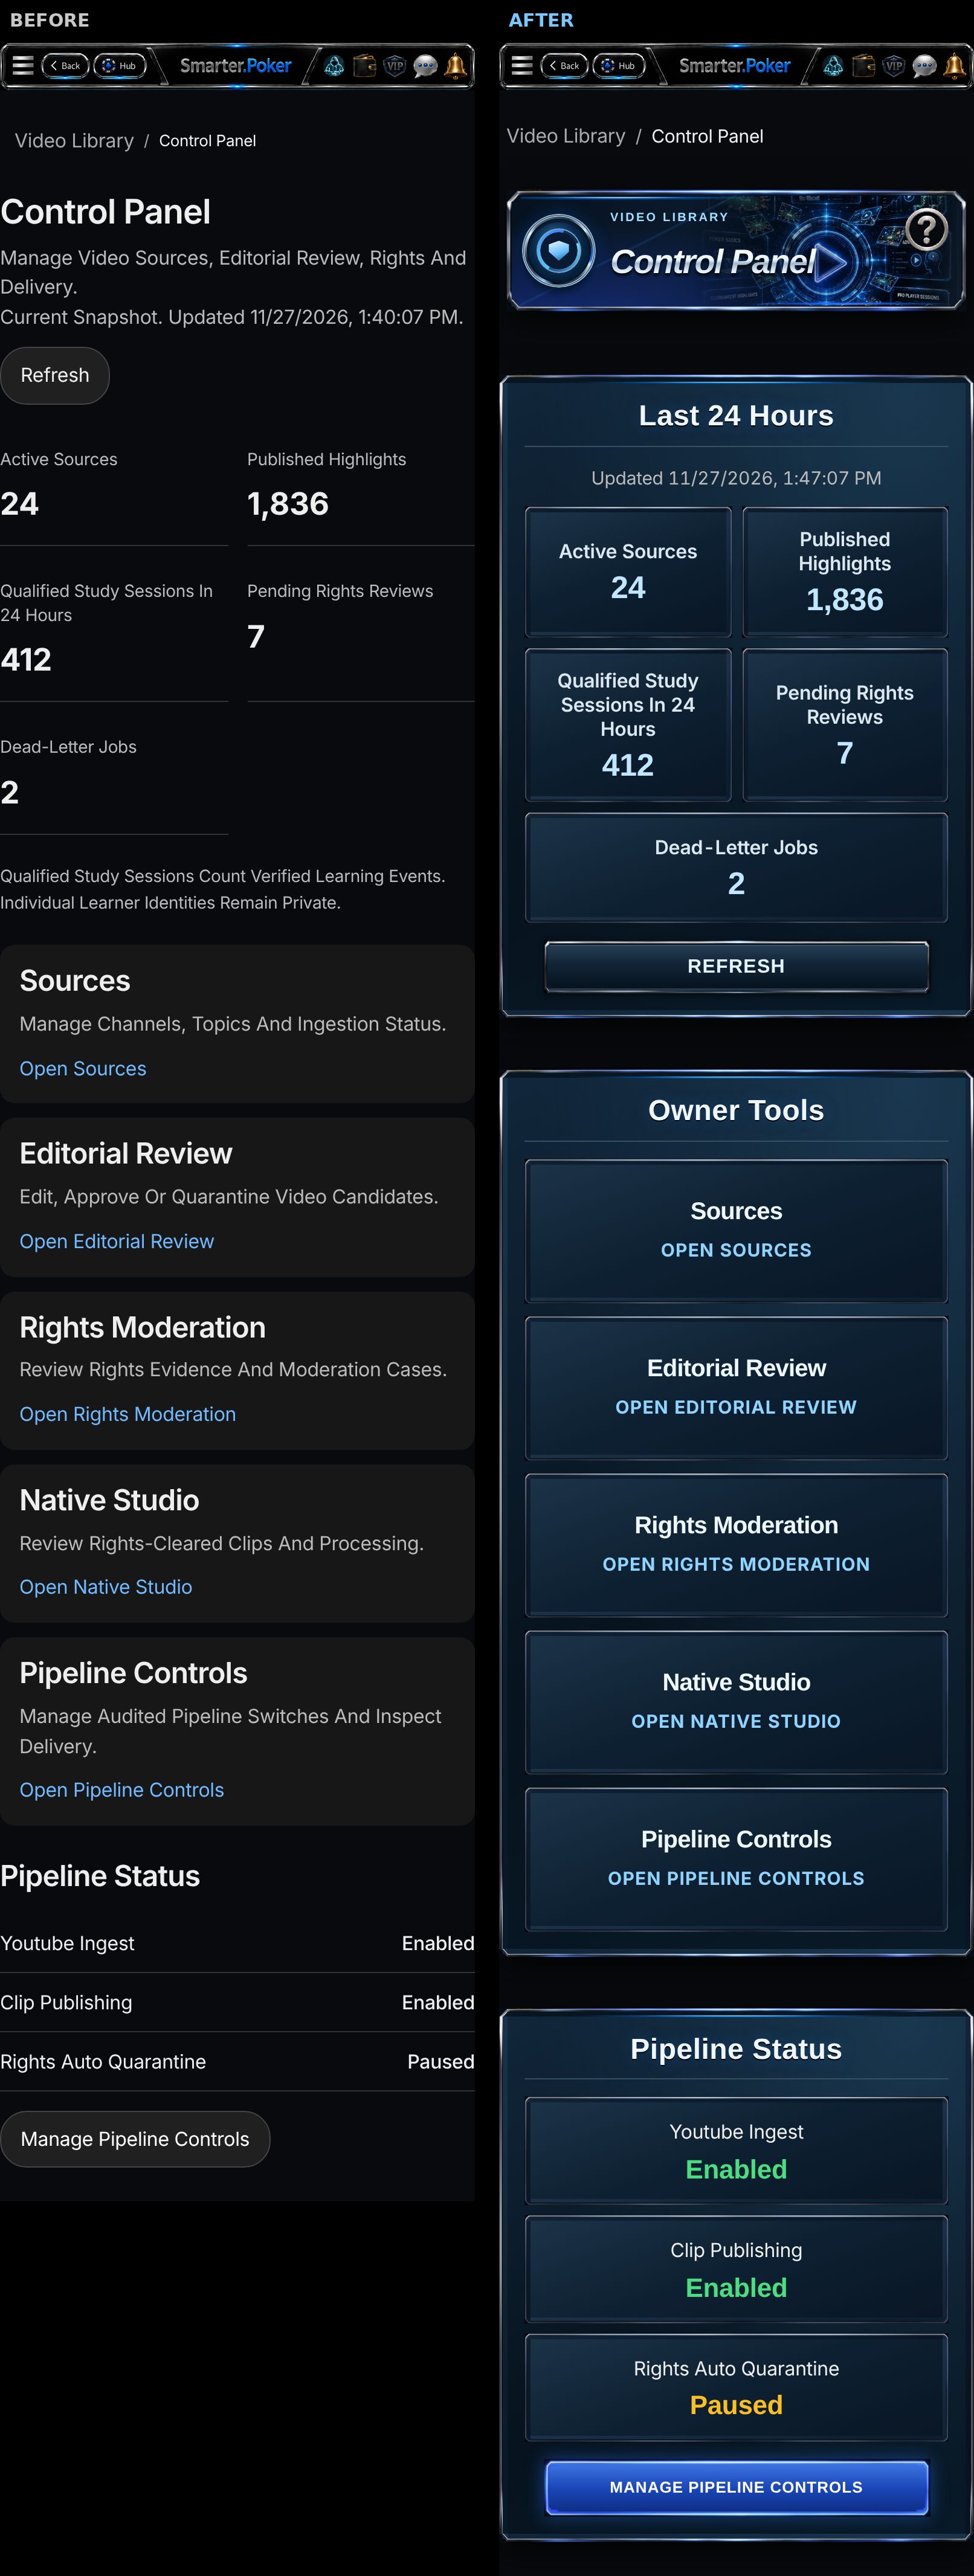 BEFORE
Back
Hub
Smarter.Poker
VIP
Video Library / Control Panel
Control Panel
Manage Video Sources, Editorial Review, Rights And
Delivery.
Current Snapshot. Updated 11/27/2026, 1:40:07 PM.
Refresh
Active Sources
24
Published Highlights
1,836
Qualified Study Sessions In
24 Hours
412
Pending Rights Reviews
7
Dead-Letter Jobs
2
Qualified Study Sessions Count Verified Learning Events.
Individual Learner Identities Remain Private.
Sources
Manage Channels, Topics And Ingestion Status.
Open Sources
Editorial Review
Edit, Approve Or Quarantine Video Candidates.
Open Editorial Review
Rights Moderation
Review Rights Evidence And Moderation Cases.
Open Rights Moderation
Native Studio
Review Rights-Cleared Clips And Processing.
Open Native Studio
Pipeline Controls
Manage Audited Pipeline Switches And Inspect
Delivery.
Open Pipeline Controls
Pipeline Status
Youtube Ingest Enabled
Clip Publishing Enabled
Rights Auto Quarantine Paused
Manage Pipeline Controls
AFTER
Back
Hub
Smarter.Poker
VIP
Video Library / Control Panel
VIDEO LIBRARY
Control Panel
?
PRO PLAYER SESSIONS
Last 24 Hours
Updated 11/27/2026, 1:47:07 PM
Active Sources
24
Published
Highlights
1,836
Qualified Study
Sessions In 24
Hours
412
Pending Rights
Reviews
7
Dead-Letter Jobs
2
REFRESH
Owner Tools
Sources
OPEN SOURCES
Editorial Review
OPEN EDITORIAL REVIEW
Rights Moderation
OPEN RIGHTS MODERATION
Native Studio
OPEN NATIVE STUDIO
Pipeline Controls
OPEN PIPELINE CONTROLS
Pipeline Status
Youtube Ingest
Enabled
Clip Publishing
Enabled
Rights Auto Quarantine
Paused
MANAGE PIPELINE CONTROLS